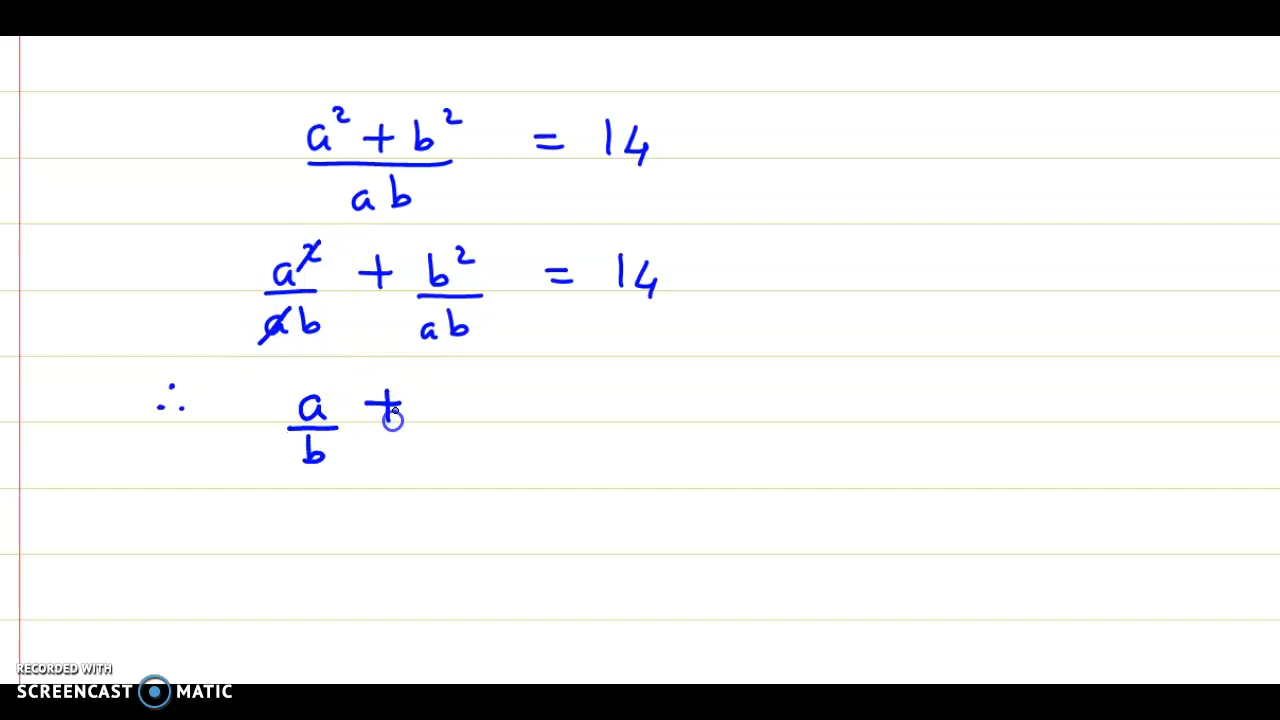 a² + b² / ab = 14
a² / ab + b² / ab = 14
∴ a / b +
RECORDED WITH
SCREENCAST MATIC